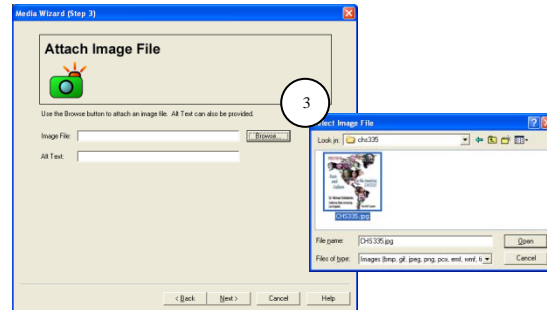 Media Wizard (Step 3)
Attach Image File
Use the Browse button to attach an image file. Alt Text can also be provided.
Image File:
Browse...
Alt Text:
< Back
Next >
Cancel
Help
3
elect Image File
Look in:
chs335
CHS335.jpg
File name:
CHS335.jpg
Open
Files of type:
Images (bmp, gif, jpeg, png, pcx, emf, wmf, ti
Cancel